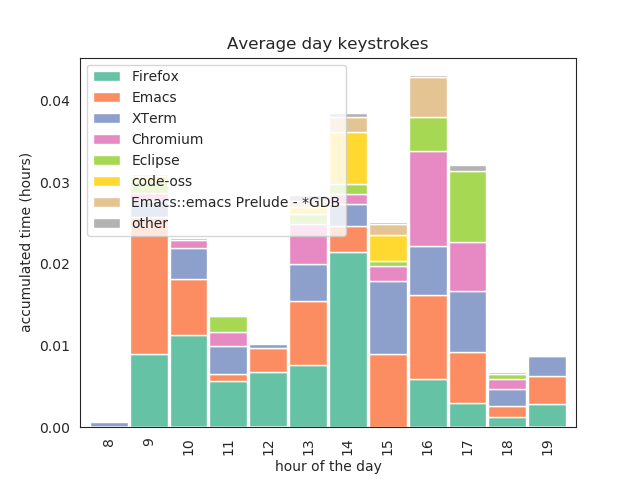 Average day keystrokes
Firefox
Emacs
XTerm
Chromium
Eclipse
code-oss
Emacs::emacs Prelude - *GDB
other
accumulated time (hours)
0.04
0.03
0.02
0.01
0.00
8 9 10 11 12 13 14 15 16 17 18 19
hour of the day